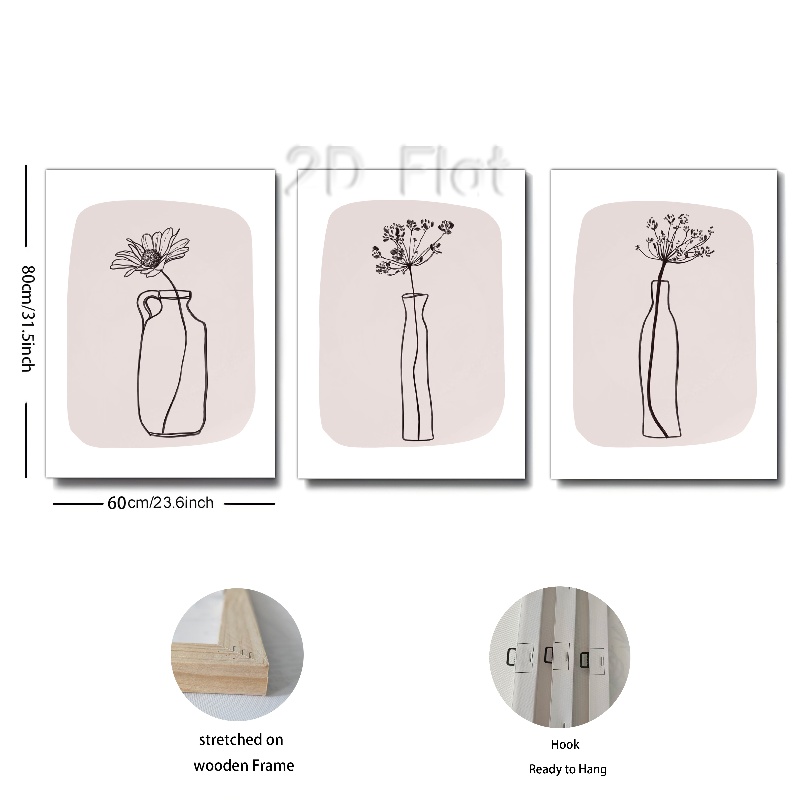 2D Flat
80cm/31.5inch
60cm/23.6inch
stretched on
wooden Frame
Hook
Ready to Hang